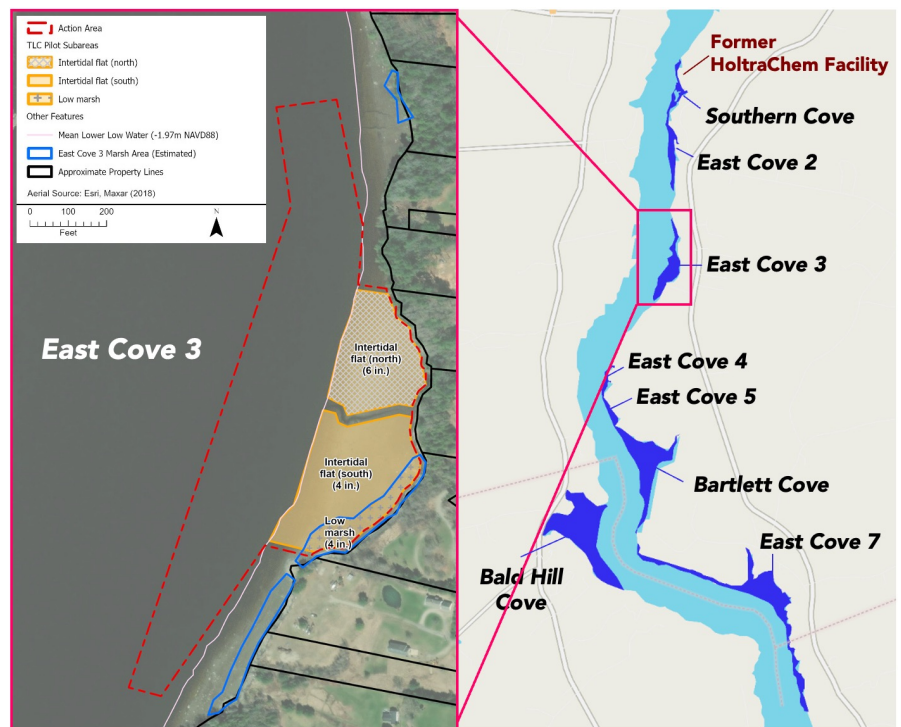 Action Area
TLC Pilot Subareas
Intertidal flat (north)
Intertidal flat (south)
Low marsh
Other Features
Mean Lower Low Water (-1.97m NAVD88)
East Cove 3 Marsh Area (Estimated)
Approximate Property Lines
Aerial Source: Esri, Maxar (2018)
0 100 200
Feet
N
East Cove 3
Intertidal
flat (north)
(6 in.)
Intertidal
flat (south)
(4 in.)
Low
marsh
(4 in.)
Former
HoltraChem Facility
Southern Cove
East Cove 2
East Cove 3
East Cove 4
East Cove 5
Bartlett Cove
East Cove 7
Bald Hill
Cove